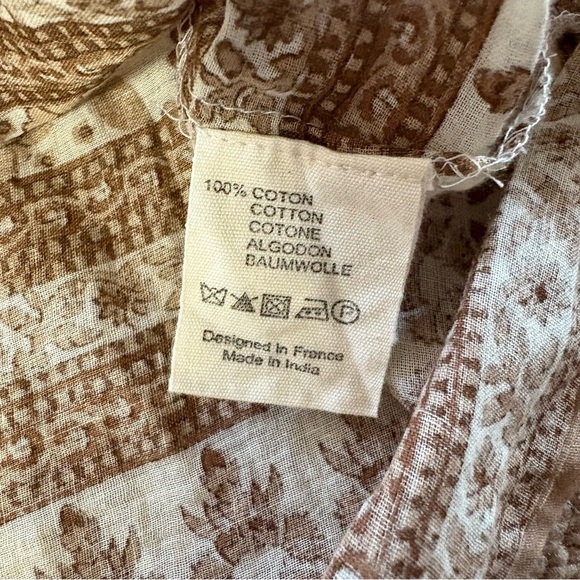 100% COTON
COTTON
COTONE
ALGODON
BAUMWOLLE
P
Designed in France
Made in India